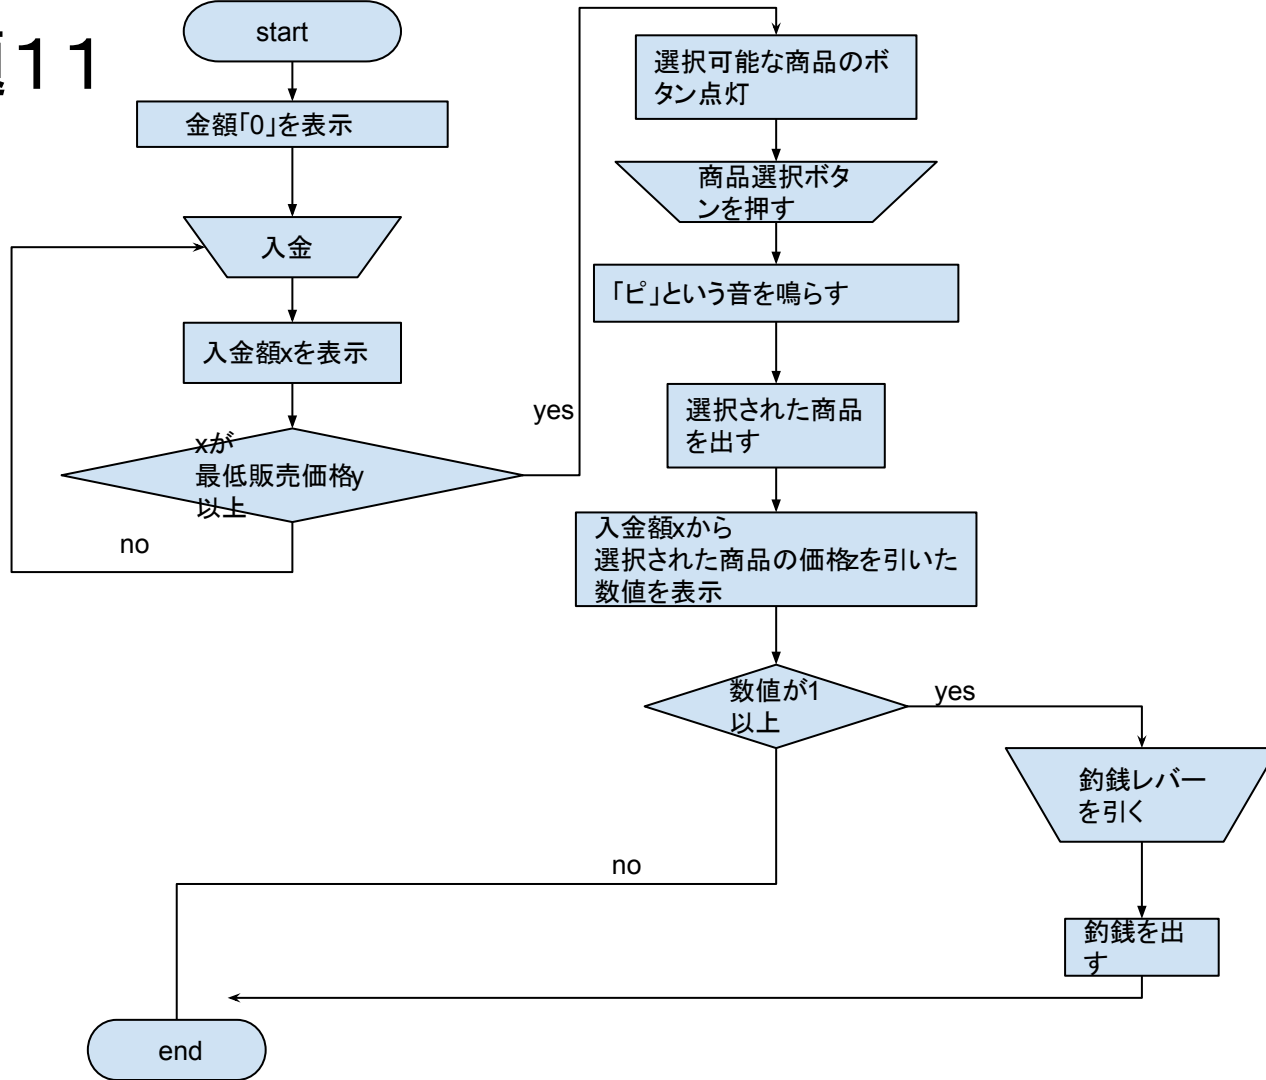 11
start
金額「0」を表示
入金
入金額xを表示
xが
最低販売価格y
以上
no
yes
選択可能な商品のボ
タン点灯
商品選択ボタ
ンを押す
「ピ」という音を鳴らす
選択された商品
を出す
入金額xから
選択された商品の価格zを引いた
数値を表示
数値が1
以上
yes
釣銭レバー
を引く
no
釣銭を出
す
end